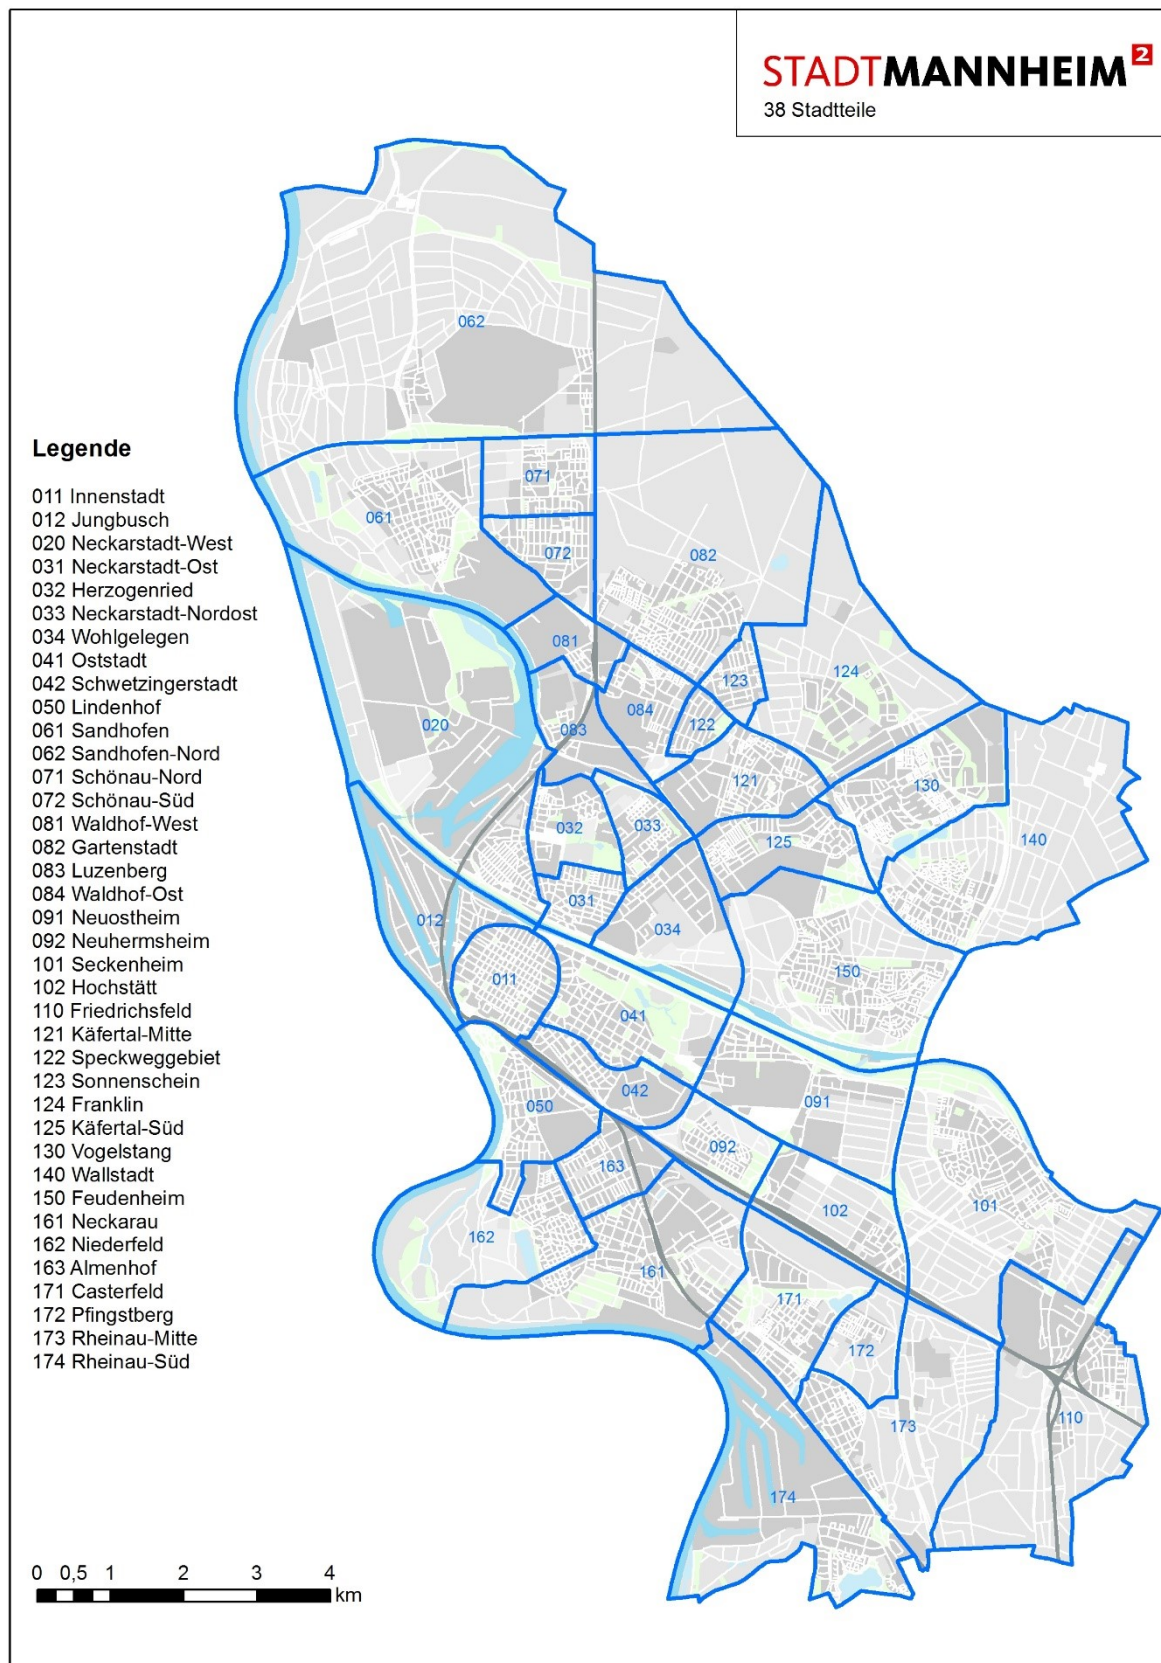 STADTMANNHEIM 2
38 Stadtteile
Legende
011 Innenstadt
012 Jungbusch
020 Neckarstadt-West
031 Neckarstadt-Ost
032 Herzogenried
033 Neckarstadt-Nordost
034 Wohlgelegen
041 Oststadt
042 Schwetzingerstadt
050 Lindenhof
061 Sandhofen
062 Sandhofen-Nord
071 Schönau-Nord
072 Schönau-Süd
081 Waldhof-West
082 Gartenstadt
083 Luzenberg
084 Waldhof-Ost
091 Neuostheim
092 Neuhermsheim
101 Seckenheim
102 Hochstätt
110 Friedrichsfeld
121 Käfertal-Mitte
122 Speckweggebiet
123 Sonnenschein
124 Franklin
125 Käfertal-Süd
130 Vogelstang
140 Wallstadt
150 Feudenheim
161 Neckarau
162 Niederfeld
163 Almenhof
171 Casterfeld
172 Pfingstberg
173 Rheinau-Mitte
174 Rheinau-Süd
062
071
061
072
082
081
123
124
084
122
020
083
121
130
032
033
125
140
031
012
034
011
150
041
042
050
091
092
163
101
102
162
161
171
172
173
110
174
0 0,5 1 2 3 4
km